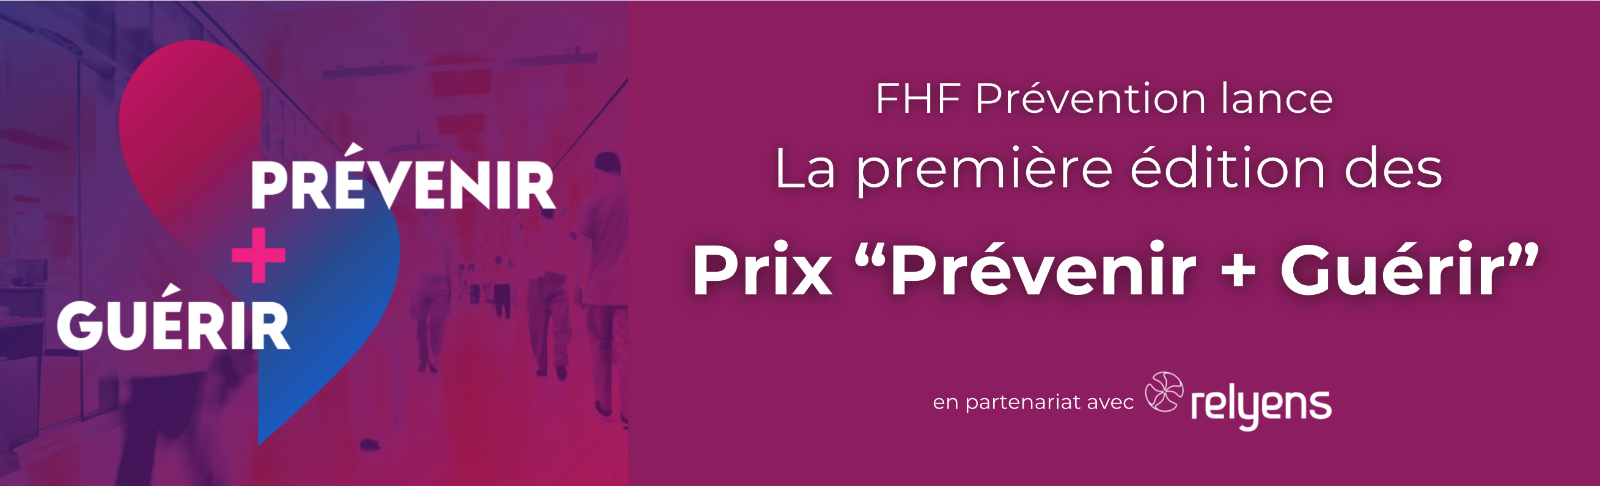 PRÉVENIR
+
GUÉRIR
FHF Prévention lance
La première édition des
Prix “Prévenir + Guérir”
en partenariat avec relyens